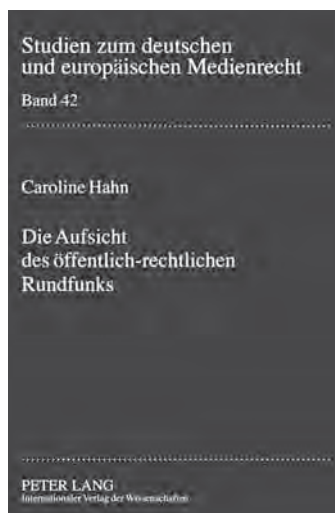 Studien zum deutschen
und europäischen Medienrecht
Band 42
Caroline Hahn
Die Aufsicht
des öffentlich-rechtlichen
Rundfunks
PETER LANG
Internationaler Verlag der Wissenschaften